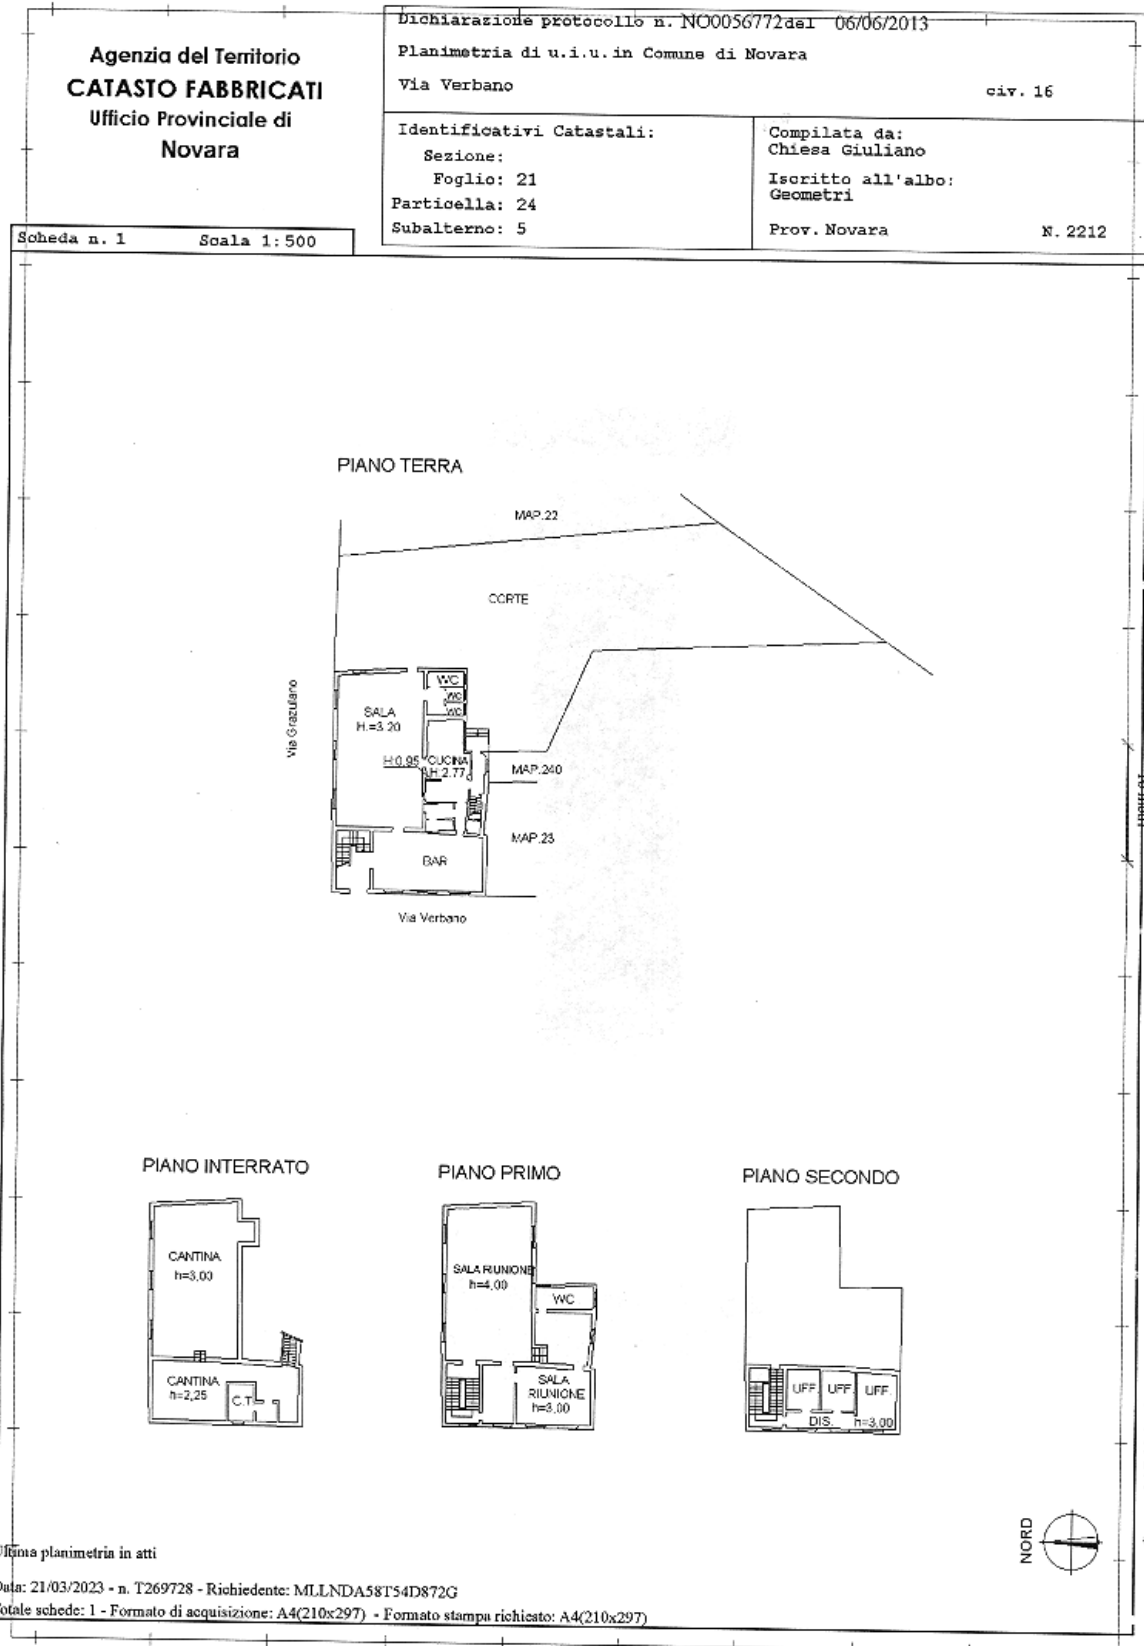 Agenzia del Territorio
CATASTO FABBRICATI
Ufficio Provinciale di
Novara
Dichiarazione protocollo n. NO0056772 del 06/06/2013
Planimetria di u.i.u. in Comune di Novara
Via Verbano civ. 16
Identificativi Catastali:
Sezione:
Foglio: 21
Particella: 24
Subalterno: 5
Compilata da:
Chiesa Giuliano
Iscritto all'albo:
Geometri
Prov. Novara N. 2212
Scheda n. 1 Scala 1:500
PIANO TERRA
MAP.22
CORTE
Via Grazulano
WC
WC
WC
SALA
H.=3.20
H:0.95
CUCINA
H:2.77
MAP.240
MAP.23
BAR
Via Verbano
PIANO INTERRATO
CANTINA
h=3,00
CANTINA
h=2,25
C.T.
PIANO PRIMO
SALA RIUNIONE
h=4,00
WC
SALA
RIUNIONE
h=3,00
PIANO SECONDO
UFF.
UFF.
UFF.
DIS.
h=3,00
NORD
Ultima planimetria in atti
Data: 21/03/2023 - n. T269728 - Richiedente: MLLNDA58T54D872G
Totale schede: 1 - Formato di acquisizione: A4(210x297) - Formato stampa richiesto: A4(210x297)